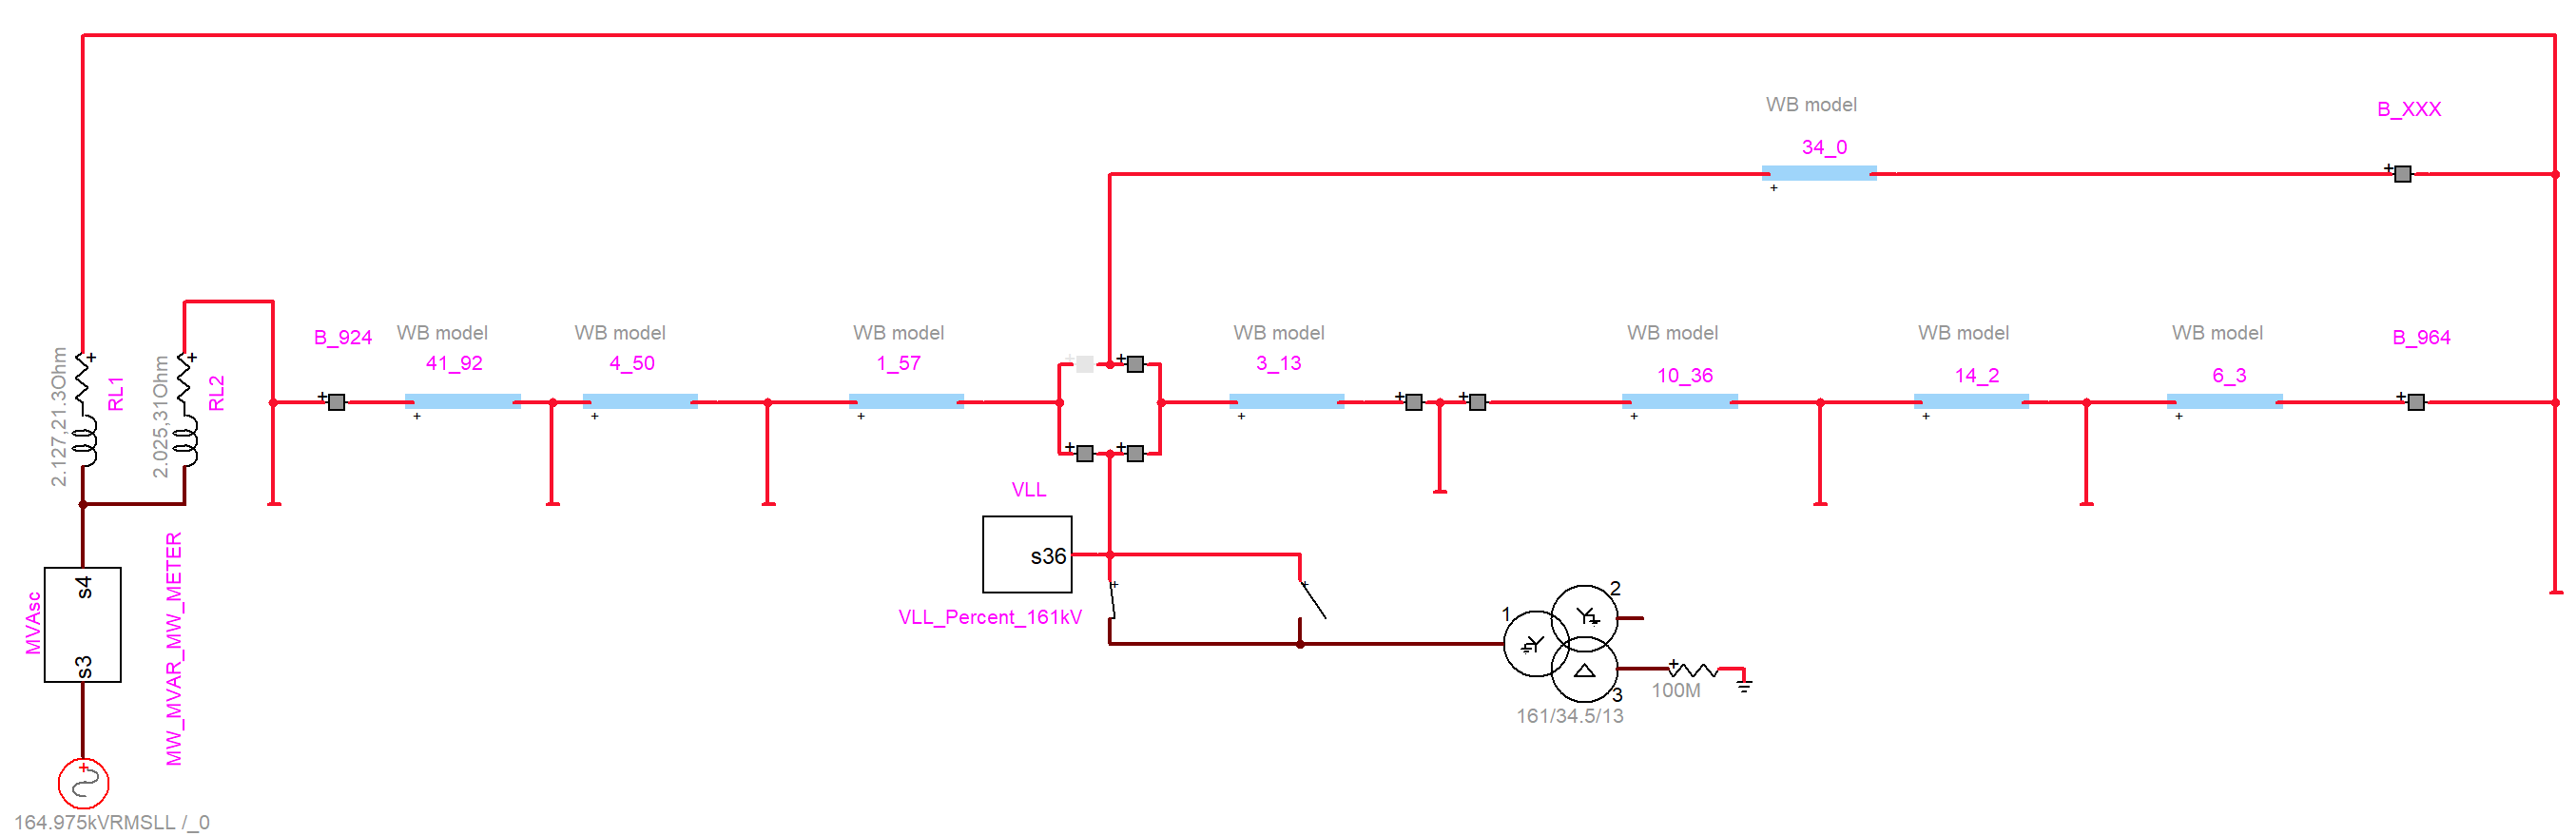 WB model
34_0
+
B_XXX
+
2.127,21.3Ohm
+
RL1
2.025,31Ohm
+
RL2
B_924
+
WB model
41_92
+
WB model
4_50
+
WB model
1_57
+
+
+
+
+
WB model
3_13
+
+
+
WB model
10_36
+
WB model
14_2
+
WB model
6_3
+
B_964
+
VLL
s36
VLL_Percent_161kV
+
+
1
2
3
161/34.5/13
+
100M
MVAsc
s4
s3
MW_MVAR_MW_METER
+
164.975kVRMSLL /_0